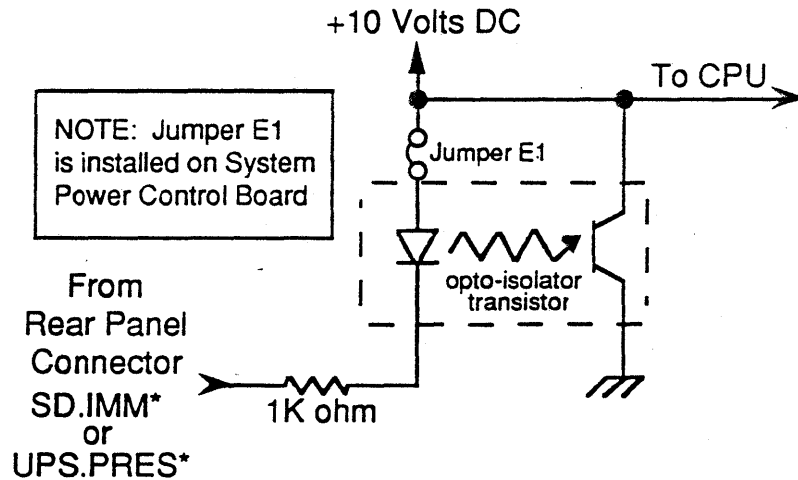 +10 Volts DC
To CPU
NOTE: Jumper E1
is installed on System
Power Control Board
Jumper E1
opto-isolator
transistor
From
Rear Panel
Connector
SD.IMM*
or
UPS.PRES*
1K ohm